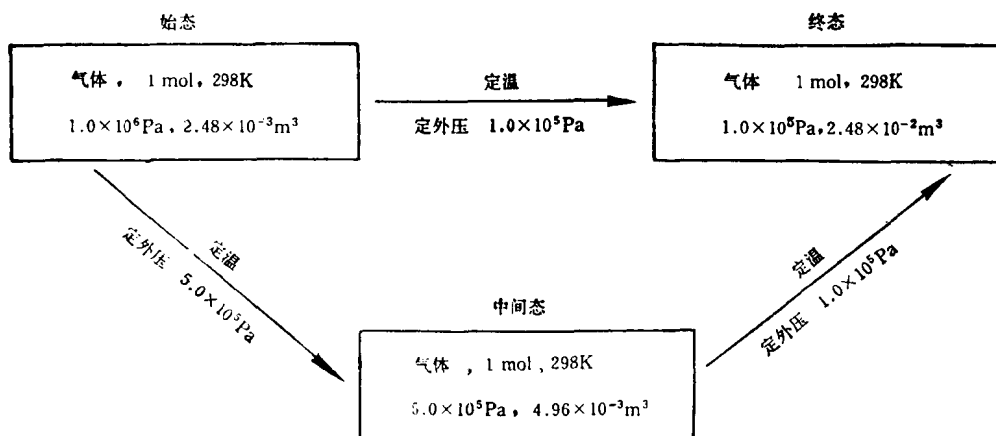 始态
终态
气体， 1 mol，298K
1.0×10⁶Pa，2.48×10⁻³m³
定温
定外压 1.0×10⁵Pa
气体 1 mol，298K
1.0×10⁵Pa，2.48×10⁻²m³
定温
定外压 5.0×10⁵Pa
定温
定外压 1.0×10⁵Pa
中间态
气体 ，1 mol，298K
5.0×10⁵Pa，4.96×10⁻³m³